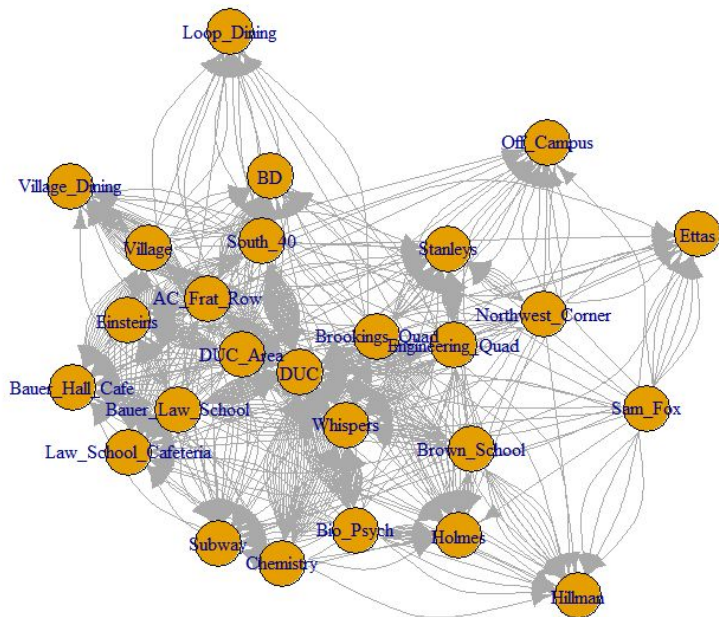 Loop_Dining
Off_Campus
BD
Village_Dining
Ettas
South_40
Village
Stanleys
AC_Frat_Row
Northwest_Corner
Einsteins
Brookings_Quad
Engineering_Quad
DUC_Area
DUC
Bauer_Hall_Cafe
Bauer_Law_School
Sam_Fox
Whispers
Law_School_Cafeteria
Brown_School
Bio_Psych
Holmes
Subway
Chemistry
Hillman